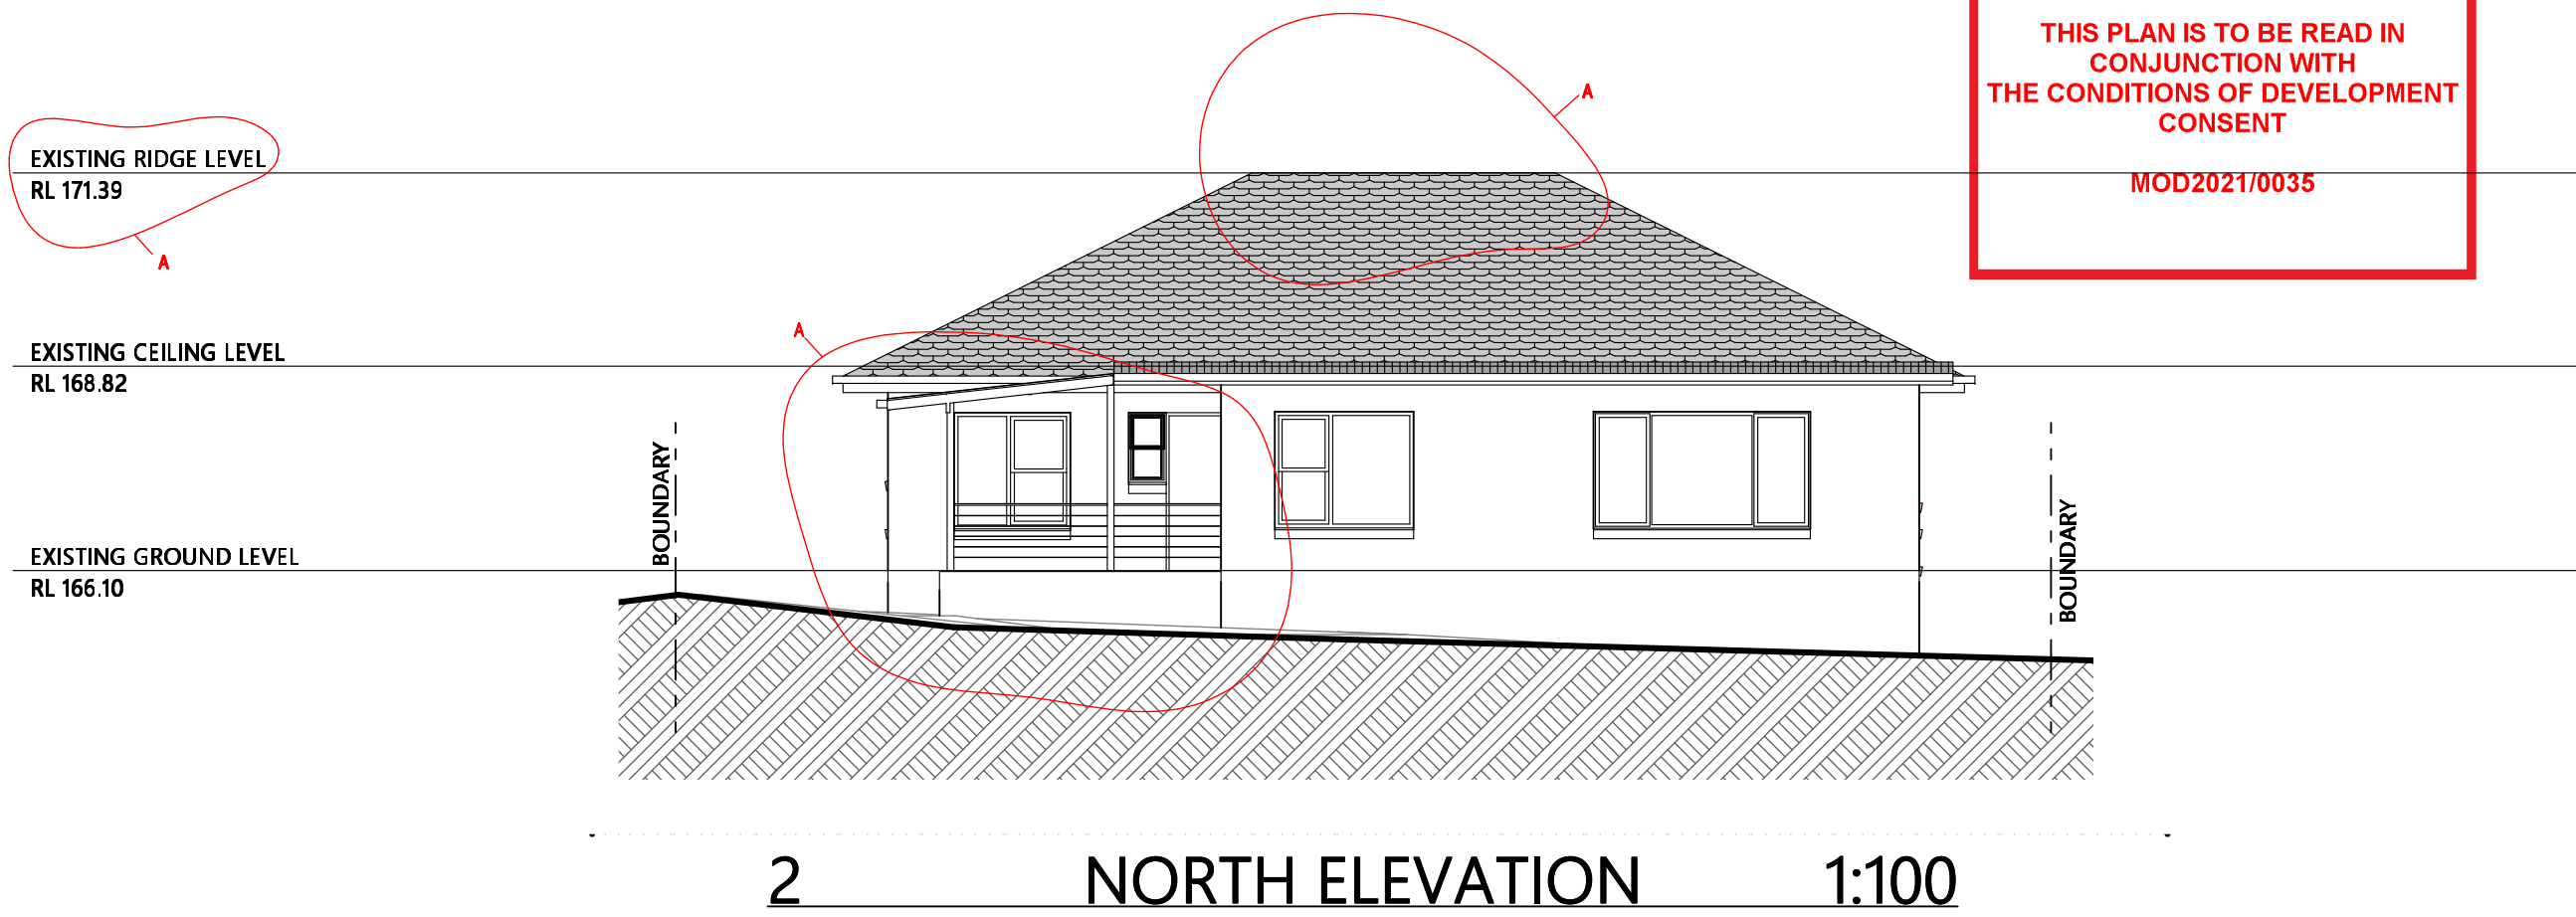 THIS PLAN IS TO BE READ IN
CONJUNCTION WITH
THE CONDITIONS OF DEVELOPMENT
CONSENT
MOD2021/0035
A
EXISTING RIDGE LEVEL
RL 171.39
A
A
EXISTING CEILING LEVEL
RL 168.82
BOUNDARY
BOUNDARY
EXISTING GROUND LEVEL
RL 166.10
2 NORTH ELEVATION 1:100